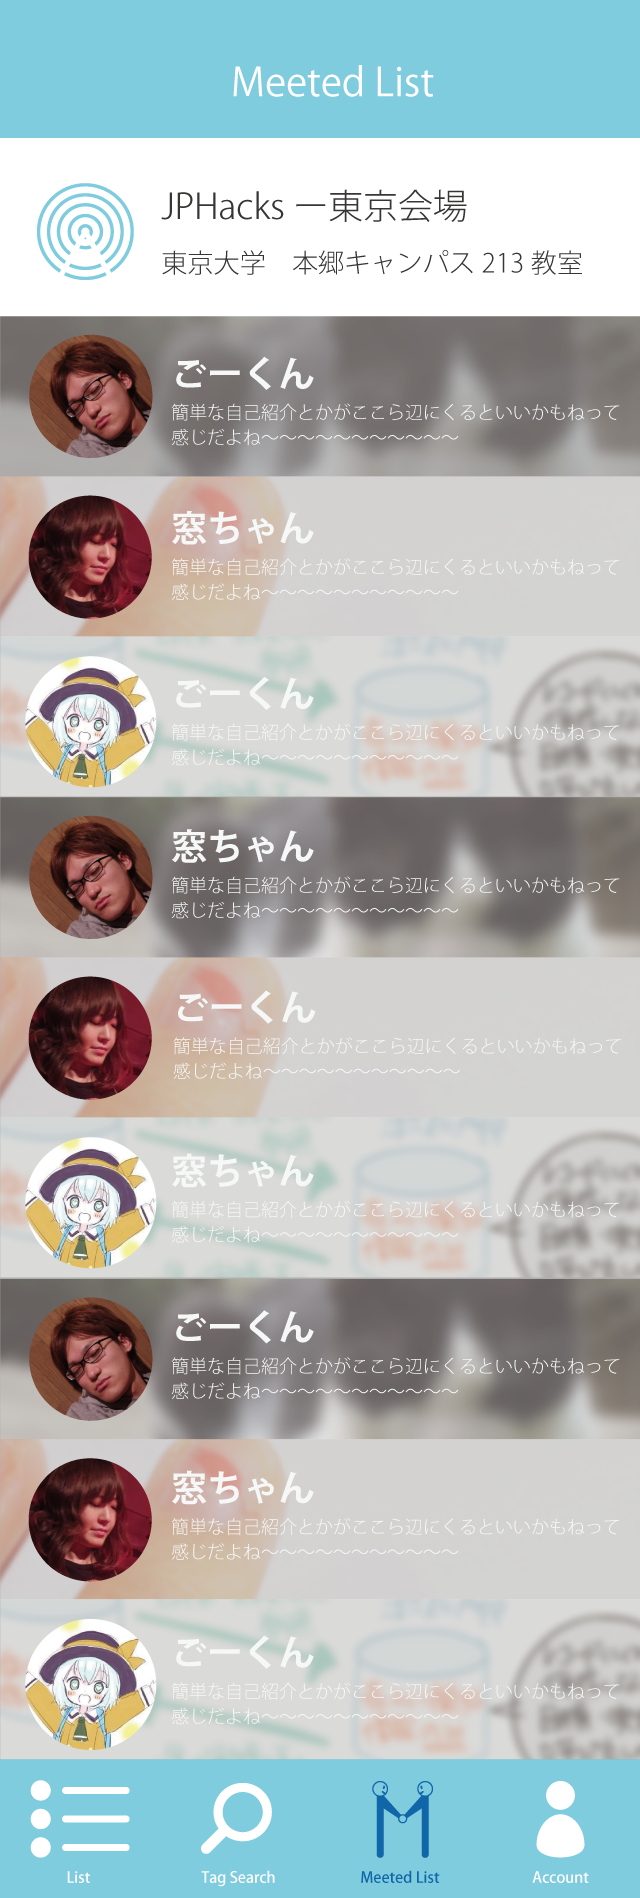 Meeted List
JPHacks ー東京会場
東京大学　本郷キャンパス 213 教室
ごーくん
簡単な自己紹介とかがここら辺にくるといいかもねって
感じだよね〜〜〜〜〜〜〜〜〜〜〜
窓ちゃん
簡単な自己紹介とかがここら辺にくるといいかもねって
感じだよね〜〜〜〜〜〜〜〜〜〜〜
ごーくん
簡単な自己紹介とかがここら辺にくるといいかもねって
感じだよね〜〜〜〜〜〜〜〜〜〜〜
窓ちゃん
簡単な自己紹介とかがここら辺にくるといいかもねって
感じだよね〜〜〜〜〜〜〜〜〜〜〜
ごーくん
簡単な自己紹介とかがここら辺にくるといいかもねって
感じだよね〜〜〜〜〜〜〜〜〜〜〜
窓ちゃん
簡単な自己紹介とかがここら辺にくるといいかもねって
感じだよね〜〜〜〜〜〜〜〜〜〜〜
ごーくん
簡単な自己紹介とかがここら辺にくるといいかもねって
感じだよね〜〜〜〜〜〜〜〜〜〜〜
窓ちゃん
簡単な自己紹介とかがここら辺にくるといいかもねって
感じだよね〜〜〜〜〜〜〜〜〜〜〜
ごーくん
簡単な自己紹介とかがここら辺にくるといいかもねって
感じだよね〜〜〜〜〜〜〜〜〜〜〜
List
Tag Search
Meeted List
Account